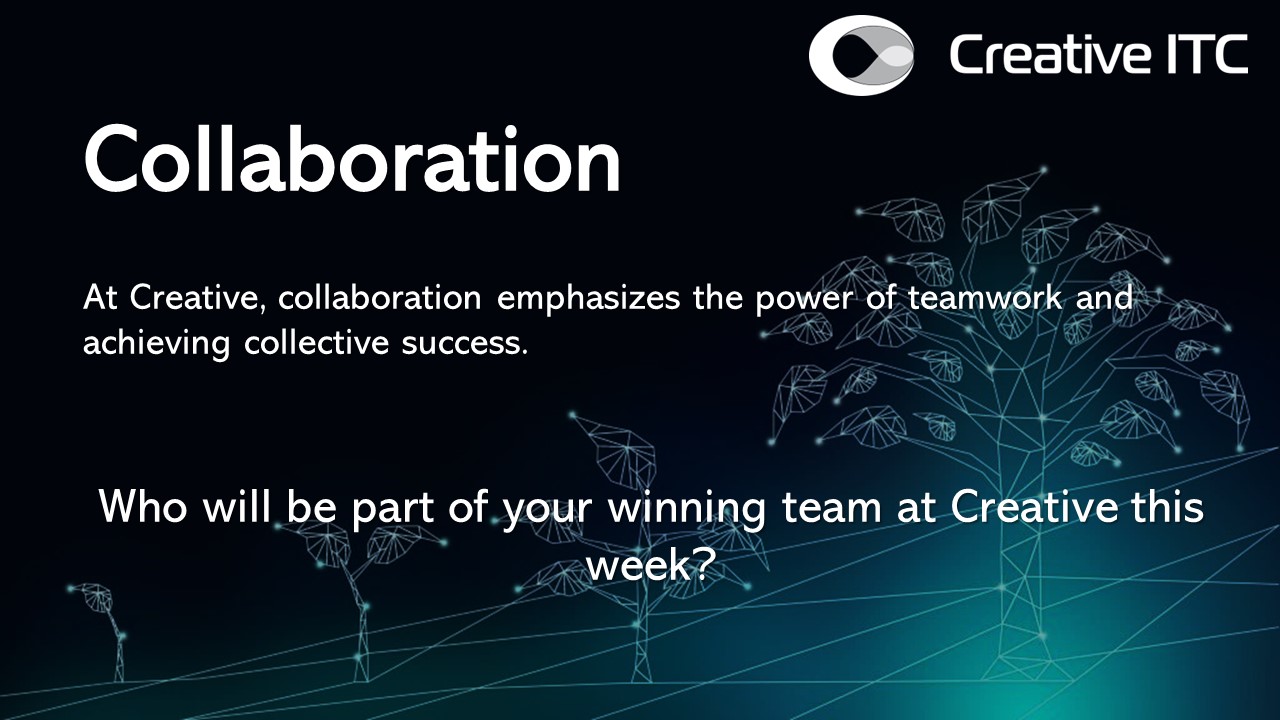 Creative ITC
Collaboration
At Creative, collaboration emphasizes the power of teamwork and
achieving collective success.
Who will be part of your winning team at Creative this
week?